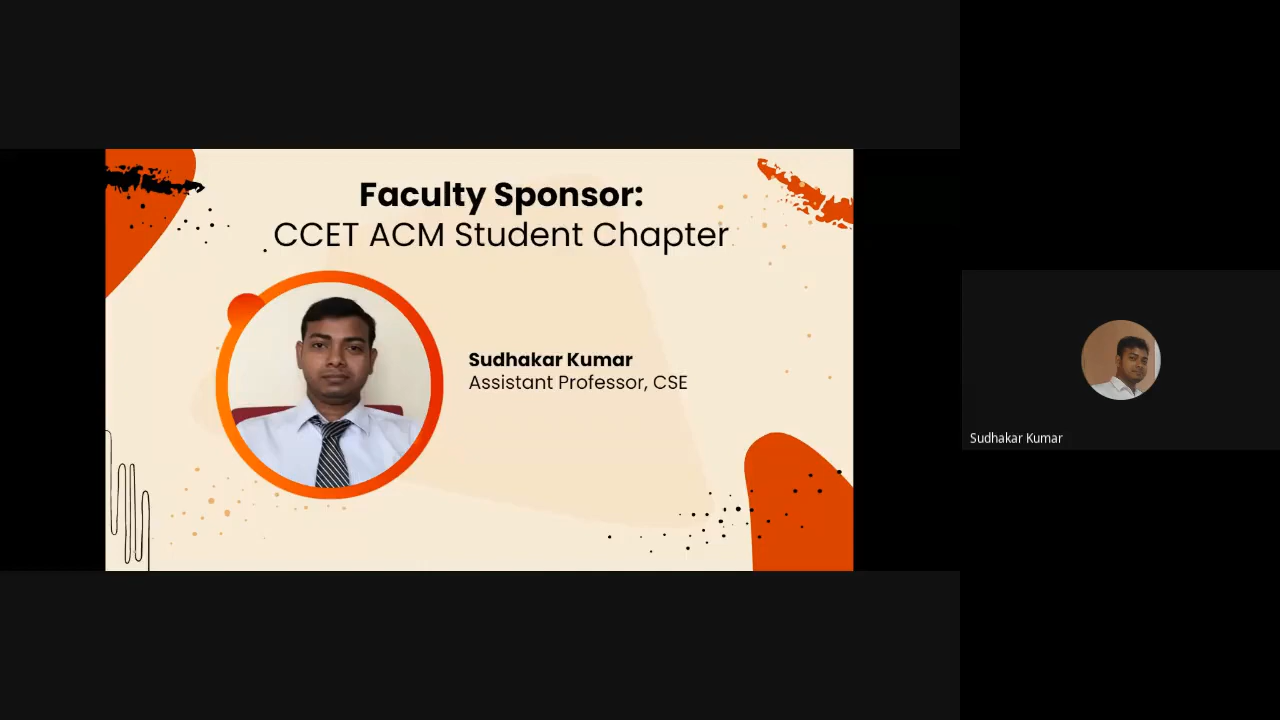 Faculty Sponsor:
CCET ACM Student Chapter
Sudhakar Kumar
Assistant Professor, CSE
Sudhakar Kumar